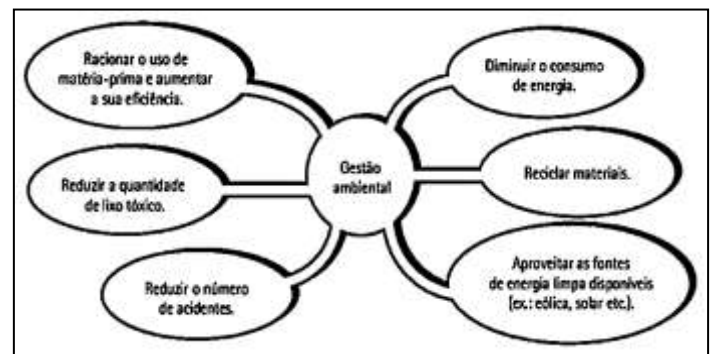 Racionar o uso de
matéria-prima e aumentar
a sua eficiência.
Diminuir o consumo
de energia.
Gestão
ambiental
Reduzir a quantidade
de lixo tóxico.
Reciclar materiais.
Reduzir o número
de acidentes.
Aproveitar as fontes
de energia limpa disponíveis
(ex.: eólica, solar etc.).